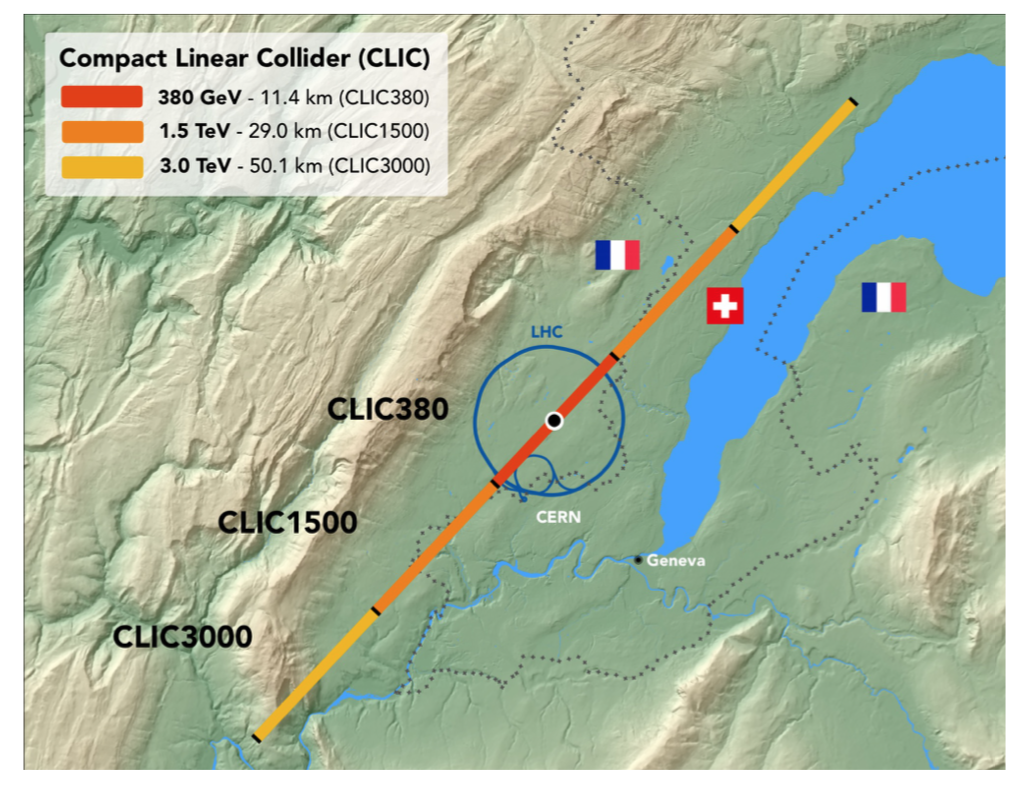 Compact Linear Collider (CLIC)
380 GeV - 11.4 km (CLIC380)
1.5 TeV - 29.0 km (CLIC1500)
3.0 TeV - 50.1 km (CLIC3000)
LHC
CLIC380
CLIC1500
CERN
Geneva
CLIC3000